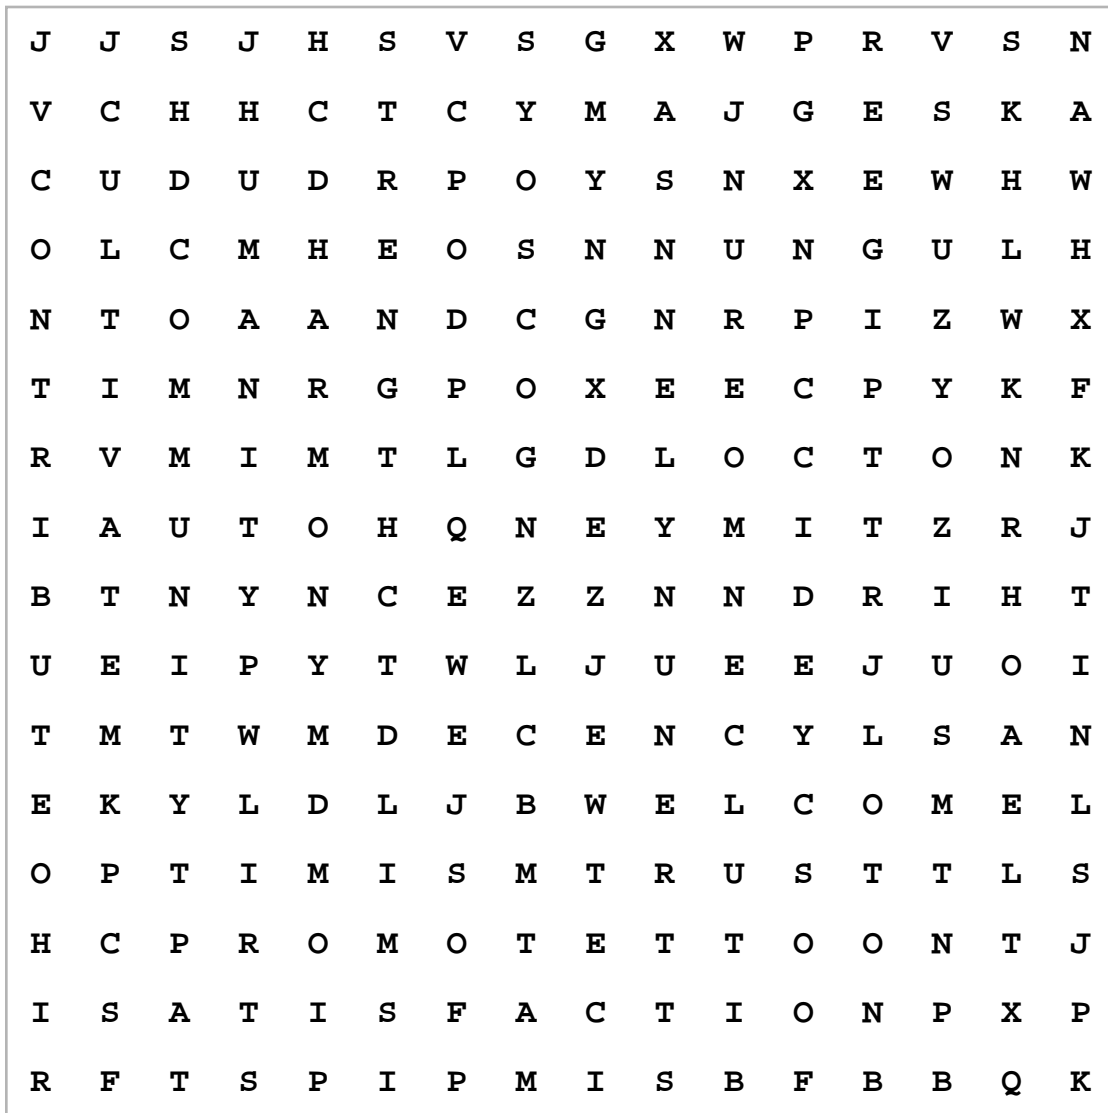 J J S J H S V S G X W P R V S N
V C H H C T C Y M A J G E S K A
C U D U D R P O Y S N X E W H W
O L C M H E O S N N U N G U L H
N T O A A N D C G N R P I Z W X
T I M N R G P O X E E C P Y K F
R V M I M T L G D L O C T O N K
I A U T O H Q N E Y M I T Z R J
B T N Y N C E Z Z N N D R I H T
U E I P Y T W L J U E E J U O I
T M T W M D E C E N C Y L S A N
E K Y L D L J B W E L C O M E L
O P T I M I S M T R U S T T L S
H C P R O M O T E T T O O N T J
I S A T I S F A C T I O N P X P
R F T S P I P M I S B F B B Q K